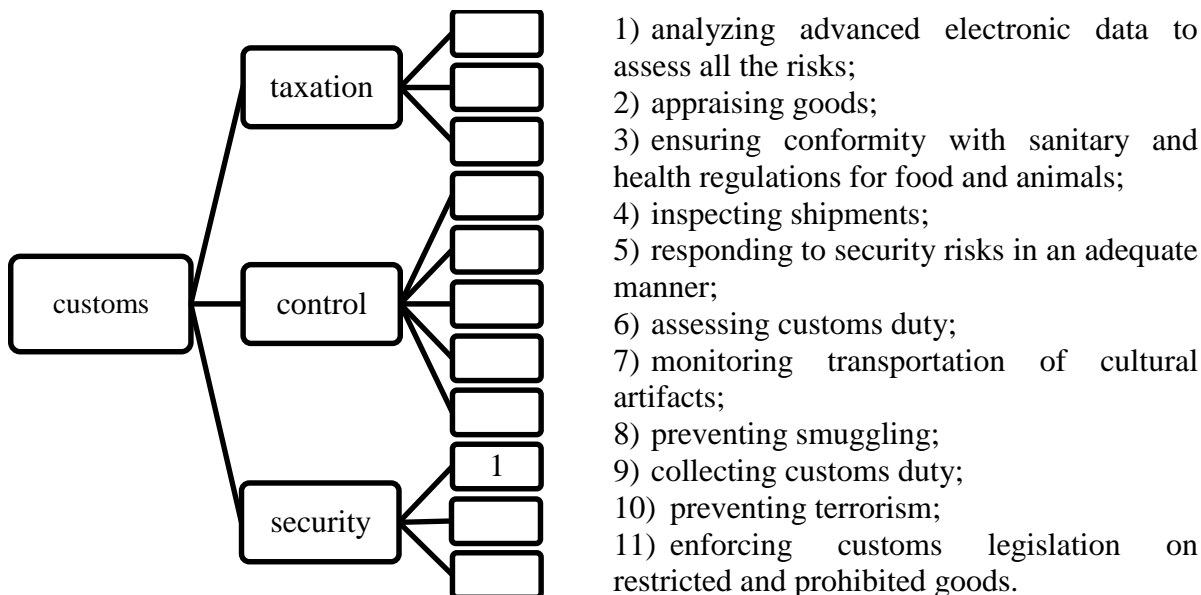 customs
taxation
control
security
1
1) analyzing advanced electronic data to
assess all the risks;
2) appraising goods;
3) ensuring conformity with sanitary and
health regulations for food and animals;
4) inspecting shipments;
5) responding to security risks in an adequate
manner;
6) assessing customs duty;
7) monitoring transportation of cultural
artifacts;
8) preventing smuggling;
9) collecting customs duty;
10) preventing terrorism;
11) enforcing customs legislation on
restricted and prohibited goods.